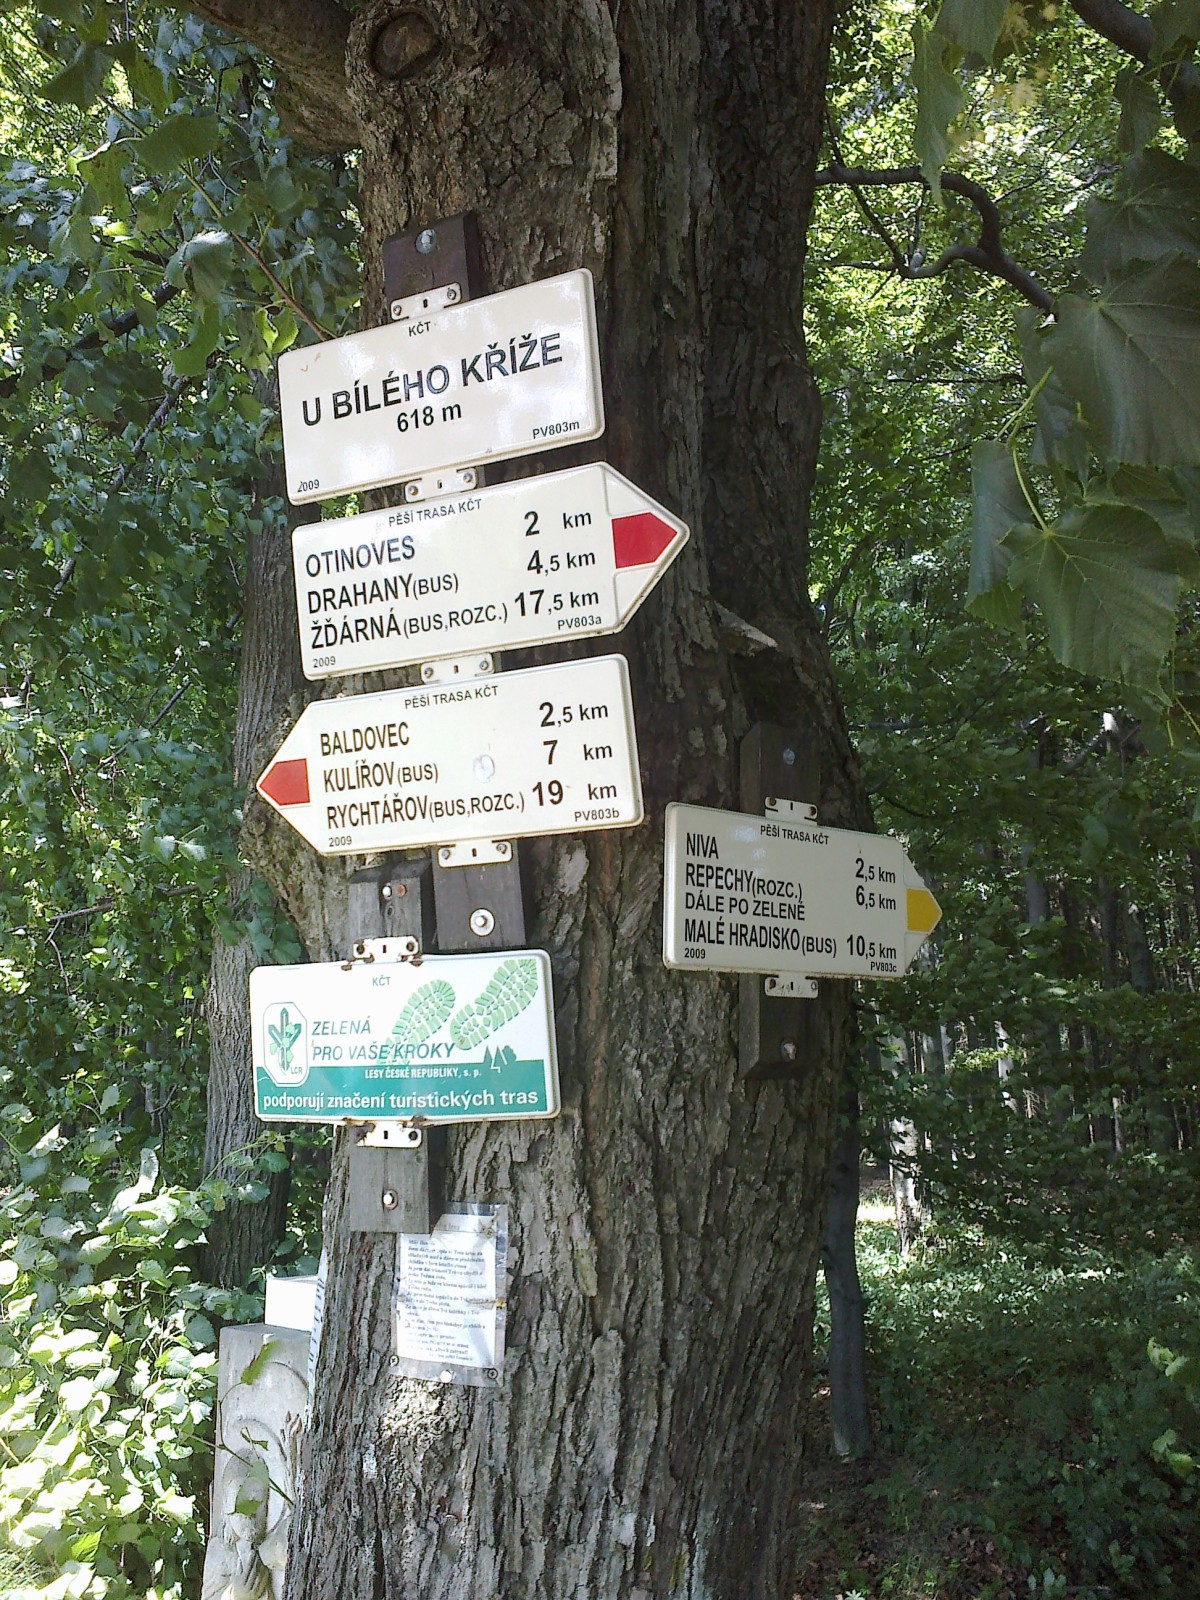 KČT
U BÍLÉHO KŘÍŽE
618 m
PV803m
2009
PĚŠÍ TRASA KČT
OTINOVES 2 km
DRAHANY(BUS) 4,5 km
ŽĎÁRNÁ(BUS,ROZC.) 17,5 km
PV803a
2009
PĚŠÍ TRASA KČT
BALDOVEC 2,5 km
KULÍŘOV(BUS) 7 km
RYCHTÁŘOV(BUS,ROZC.) 19 km
PV803b
2009
PĚŠÍ TRASA KČT
NIVA 2,5 km
REPECHY(ROZC.) 6,5 km
DÁLE PO ZELENÉ
MALÉ HRADISKO(BUS) 10,5 km
2009
PV803c
KČT
ZELENÁ
PRO VAŠE KROKY
LČR
LESY ČESKÉ REPUBLIKY, s. p.
podporují značení turistických tras